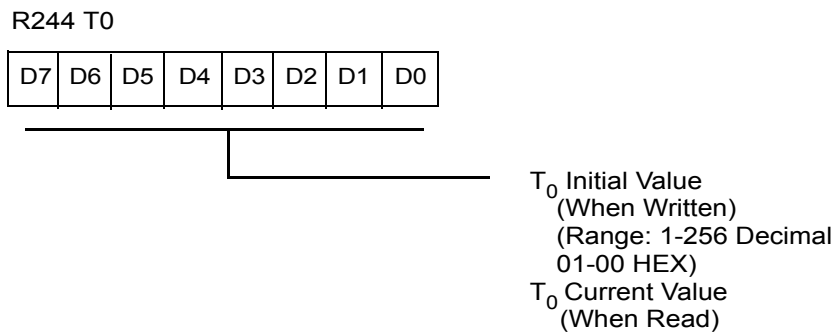 R244 T0
D7 D6 D5 D4 D3 D2 D1 D0
T0 Initial Value
(When Written)
(Range: 1-256 Decimal
01-00 HEX)
T0 Current Value
(When Read)